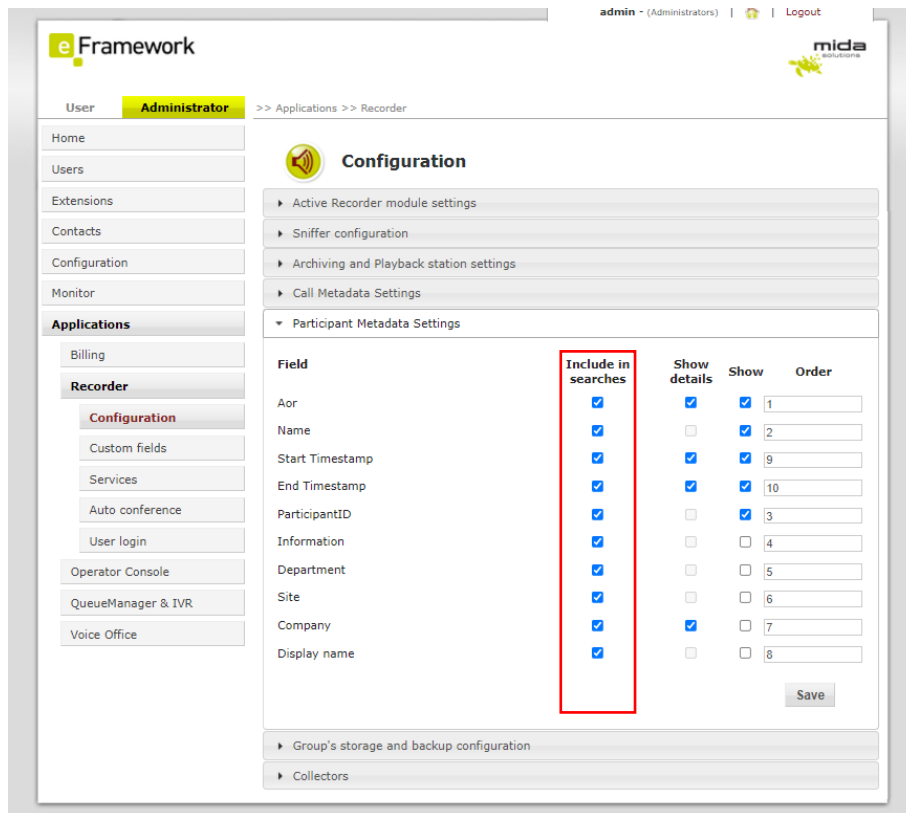 admin - (Administrators) | | Logout
e Framework
mida
solutions
User Administrator >> Applications >> Recorder
Home
Users
Extensions
Contacts
Configuration
Monitor
Applications
Billing
Recorder
Configuration
Custom fields
Services
Auto conference
User login
Operator Console
QueueManager & IVR
Voice Office
Configuration
Active Recorder module settings
Sniffer configuration
Archiving and Playback station settings
Call Metadata Settings
Participant Metadata Settings
Field Include in searches Show details Show Order
Aor 1
Name 2
Start Timestamp 9
End Timestamp 10
ParticipantID 3
Information 4
Department 5
Site 6
Company 7
Display name 8
Save
Group's storage and backup configuration
Collectors